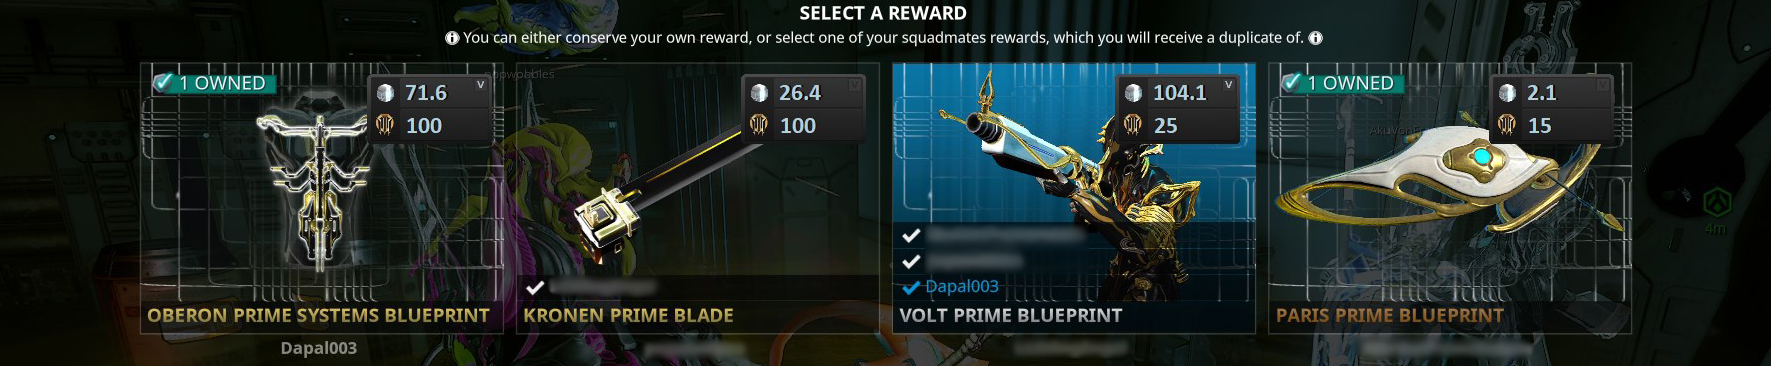 SELECT A REWARD
You can either conserve your own reward, or select one of your squadmates rewards, which you will receive a duplicate of.
1 OWNED
71.6
V
100
OBERON PRIME SYSTEMS BLUEPRINT
Dapal003
26.4
V
100
KRONEN PRIME BLADE
104.1
V
25
Dapal003
VOLT PRIME BLUEPRINT
1 OWNED
2.1
V
15
PARIS PRIME BLUEPRINT
4m